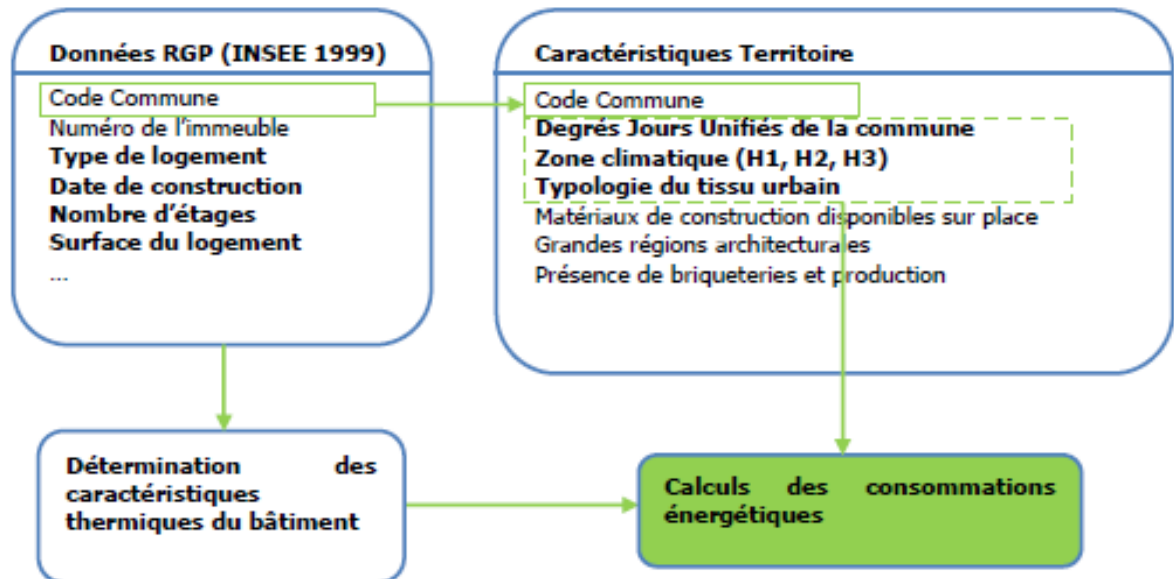 Données RGP (INSEE 1999)
Code Commune
Numéro de l'immeuble
Type de logement
Date de construction
Nombre d'étages
Surface du logement
...
Caractéristiques Territoire
Code Commune
Degrés Jours Unifiés de la commune
Zone climatique (H1, H2, H3)
Typologie du tissu urbain
Matériaux de construction disponibles sur place
Grandes régions architecturales
Présence de briqueteries et production
Détermination des
caractéristiques
thermiques du bâtiment
Calculs des consommations
énergétiques